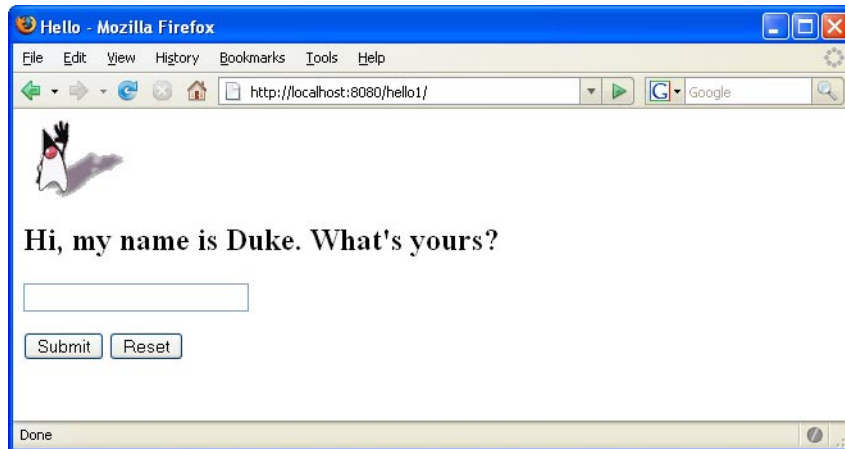 Hello - Mozilla Firefox
File Edit View History Bookmarks Tools Help
http://localhost:8080/hello1/ G Google
Hi, my name is Duke. What's yours?
Submit Reset
Done